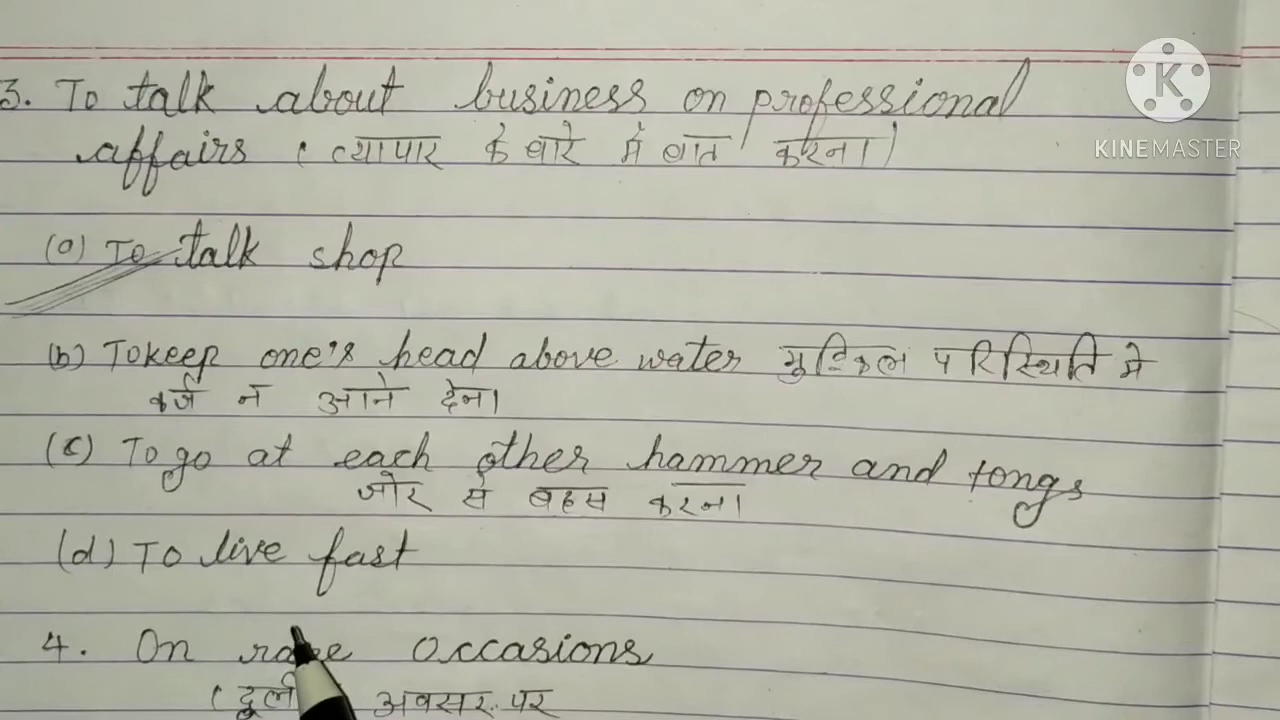 3. To talk about business on professional
affairs (व्यापार के बारे मे बात करना)
(a) To talk shop
(b) To keep one's head above water मुश्किल परिस्थिति मे
कर्ज न आने देना
(c) To go at each other hammer and tongs
जोर से बहस करना
(d) To live fast
4. On rare occasions
अवसर पर
K
KINEMASTER